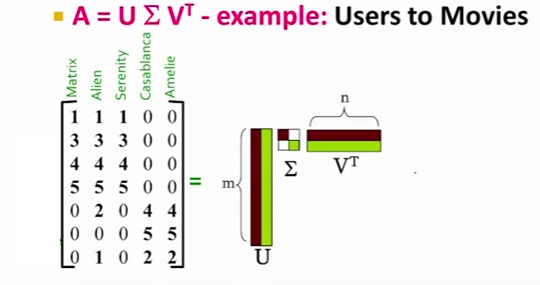 A = U Σ Vᵀ - example: Users to Movies
Matrix
Alien
Serenity
Casablanca
Amelie
1 1 1 0 0
3 3 3 0 0
4 4 4 0 0
5 5 5 0 0
0 2 0 4 4
0 0 0 5 5
0 1 0 2 2
=
m
U
Σ
n
Vᵀ